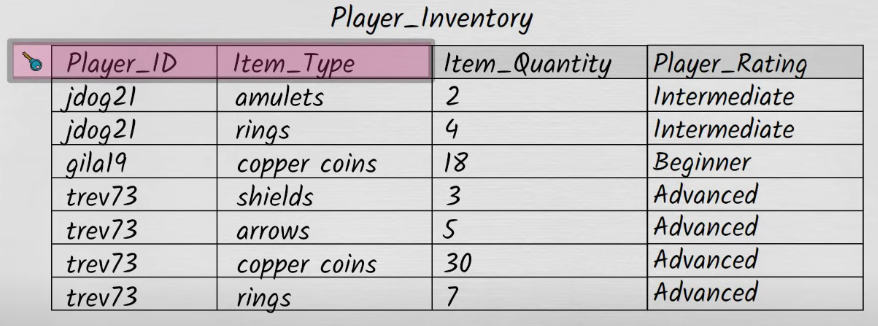 Player_Inventory
Player_ID Item_Type Item_Quantity Player_Rating
jdog21 amulets 2 Intermediate
jdog21 rings 4 Intermediate
gila19 copper coins 18 Beginner
trev73 shields 3 Advanced
trev73 arrows 5 Advanced
trev73 copper coins 30 Advanced
trev73 rings 7 Advanced